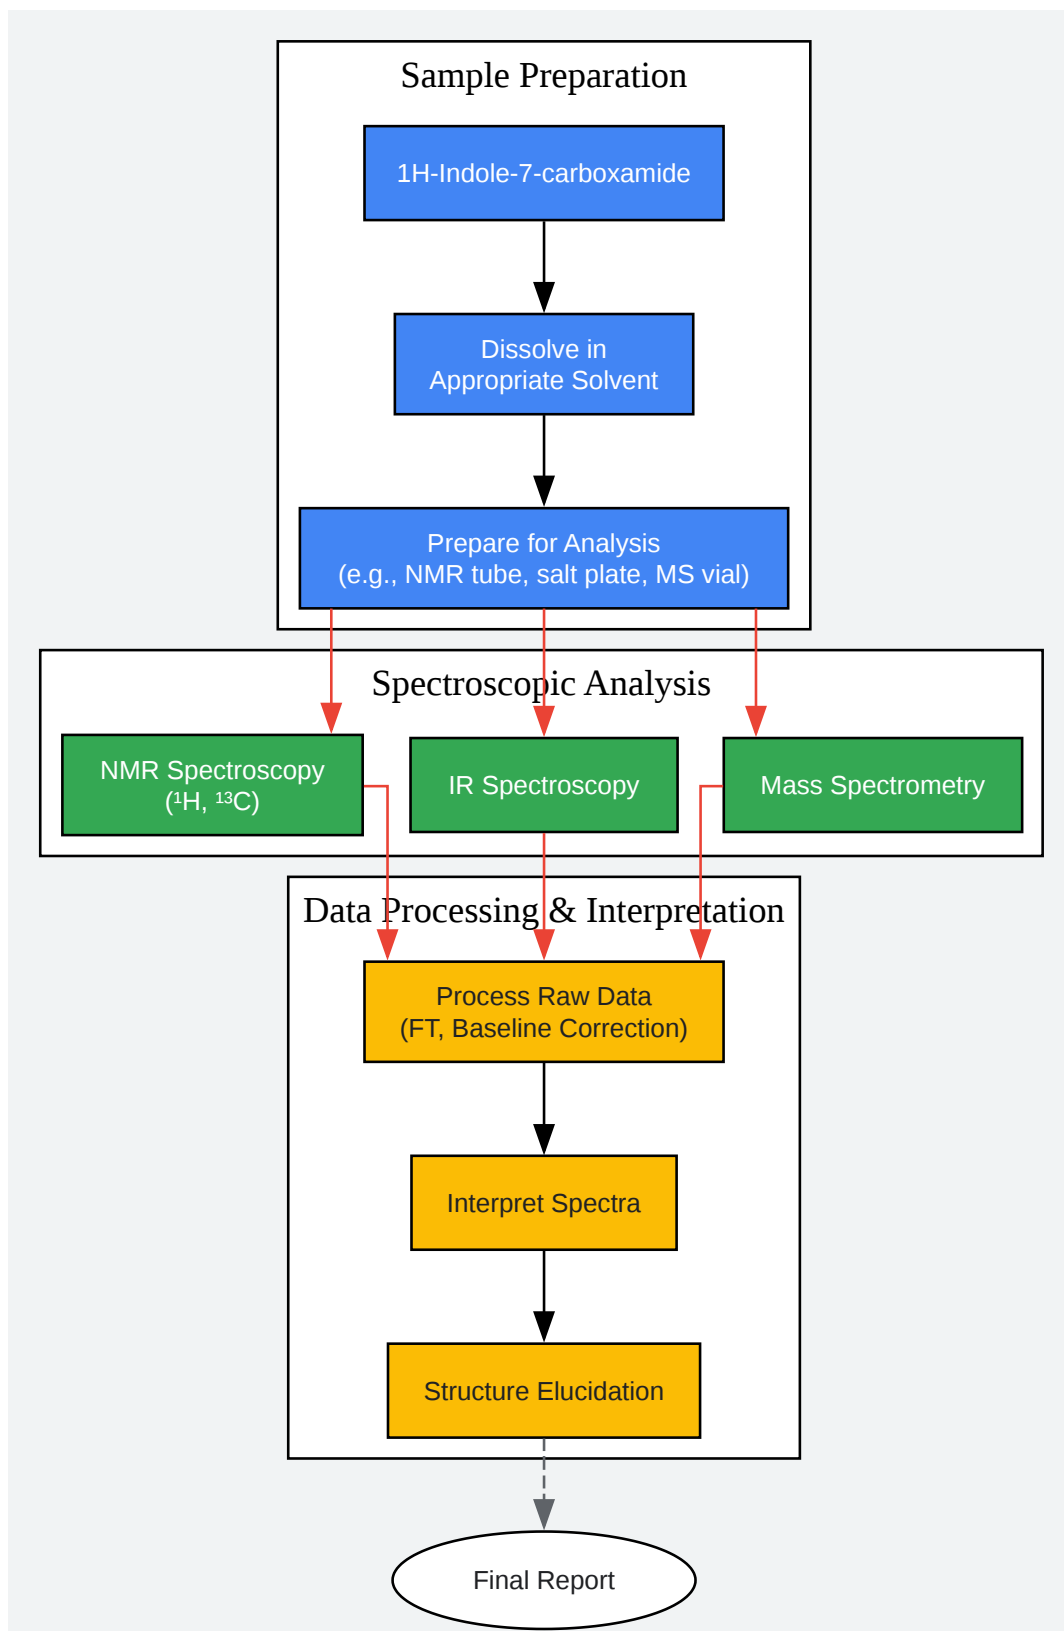 Sample Preparation
1H-Indole-7-carboxamide
Dissolve in
Appropriate Solvent
Prepare for Analysis
(e.g., NMR tube, salt plate, MS vial)
Spectroscopic Analysis
NMR Spectroscopy
(¹H, ¹³C)
IR Spectroscopy
Mass Spectrometry
Data Processing & Interpretation
Process Raw Data
(FT, Baseline Correction)
Interpret Spectra
Structure Elucidation
Final Report